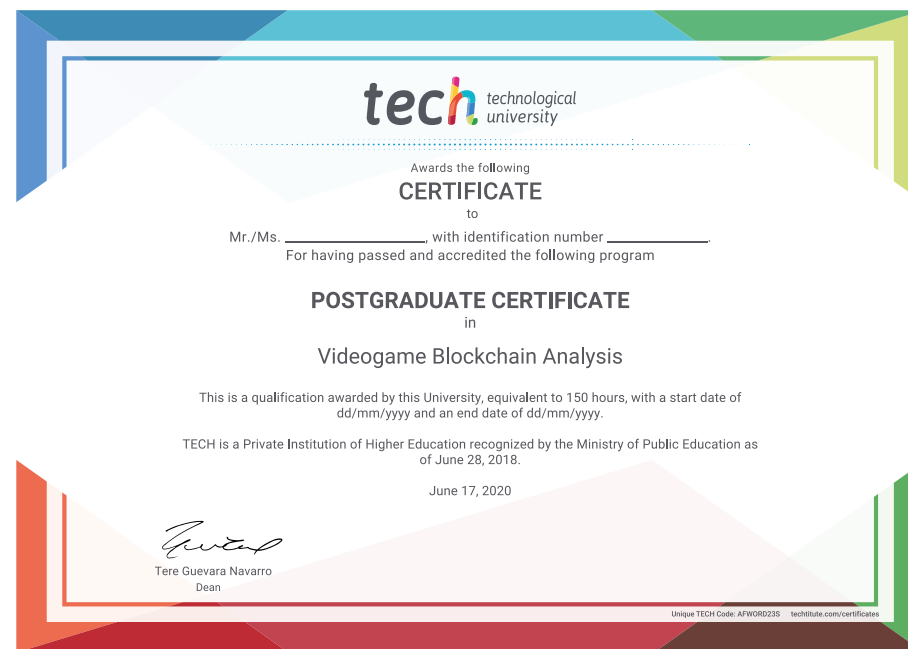 tech technological
university
Awards the following
CERTIFICATE
to
Mr./Ms. ____________________, with identification number ______________.
For having passed and accredited the following program
POSTGRADUATE CERTIFICATE
in
Videogame Blockchain Analysis
This is a qualification awarded by this University, equivalent to 150 hours, with a start date of
dd/mm/yyyy and an end date of dd/mm/yyyy.
TECH is a Private Institution of Higher Education recognized by the Ministry of Public Education as
of June 28, 2018.
June 17, 2020
Tere Guevara Navarro
Dean
Unique TECH Code: AFWORD23S techtitute.com/certificates